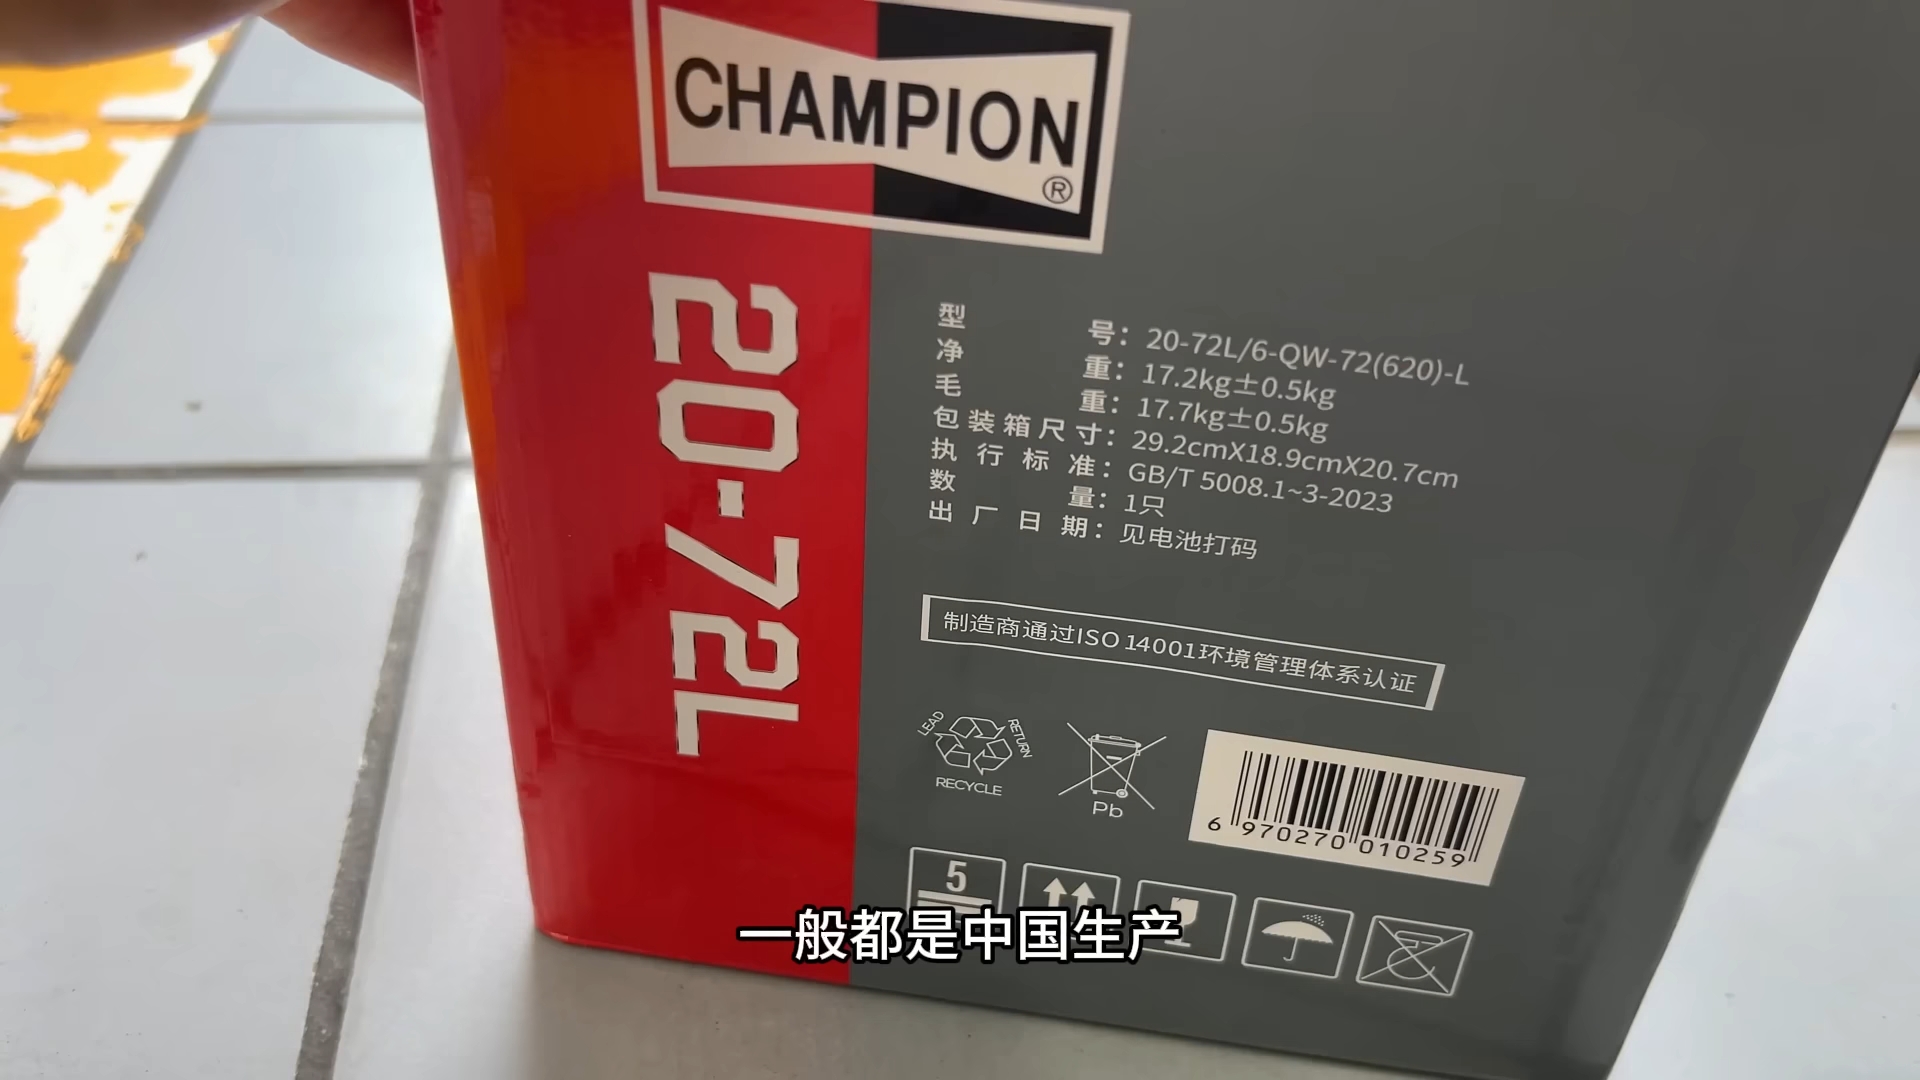 CHAMPION
®
20-72L
型号：20-72L/6-QW-72(620)-L
净重：17.2kg±0.5kg
毛重：17.7kg±0.5kg
包装箱尺寸：29.2cmX18.9cmX20.7cm
执行标准：GB/T 5008.1~3-2023
数量：1只
出厂日期：见电池打码
制造商通过ISO 14001环境管理体系认证
LEAD RETURN
RECYCLE
Pb
6 970270 010259
5
一般都是中国生产